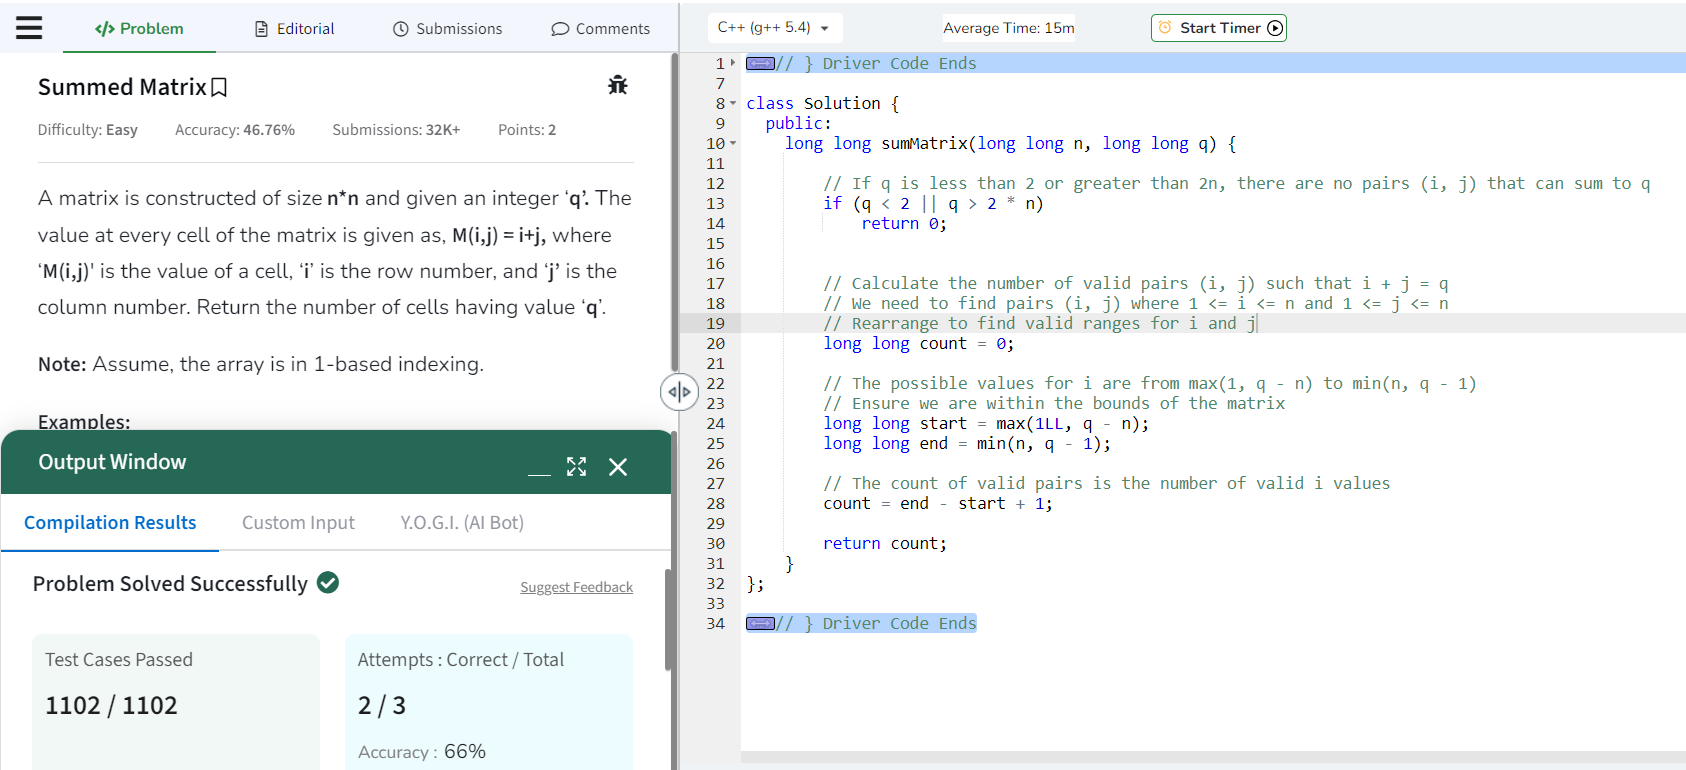 Problem
Editorial
Submissions
Comments
Summed Matrix
Difficulty: Easy Accuracy: 46.76% Submissions: 32K+ Points: 2
A matrix is constructed of size n*n and given an integer ‘q’. The
value at every cell of the matrix is given as, M(i,j) = i+j, where
‘M(i,j)' is the value of a cell, ‘i’ is the row number, and ‘j’ is the
column number. Return the number of cells having value ‘q’.
Note: Assume, the array is in 1-based indexing.
Examples:
Output Window
Compilation Results Custom Input Y.O.G.I. (AI Bot)
Problem Solved Successfully
Suggest Feedback
Test Cases Passed
1102 / 1102
Attempts : Correct / Total
2 / 3
Accuracy : 66%
C++ (g++ 5.4)
Average Time: 15m
Start Timer
1 // } Driver Code Ends
7
8 class Solution {
9 public:
10 long long sumMatrix(long long n, long long q) {
11
12 // If q is less than 2 or greater than 2n, there are no pairs (i, j) that can sum to q
13 if (q < 2 || q > 2 * n)
14 return 0;
15
16
17 // Calculate the number of valid pairs (i, j) such that i + j = q
18 // We need to find pairs (i, j) where 1 <= i <= n and 1 <= j <= n
19 // Rearrange to find valid ranges for i and j
20 long long count = 0;
21
22 // The possible values for i are from max(1, q - n) to min(n, q - 1)
23 // Ensure we are within the bounds of the matrix
24 long long start = max(1LL, q - n);
25 long long end = min(n, q - 1);
26
27 // The count of valid pairs is the number of valid i values
28 count = end - start + 1;
29
30 return count;
31 }
32 };
33
34 // } Driver Code Ends